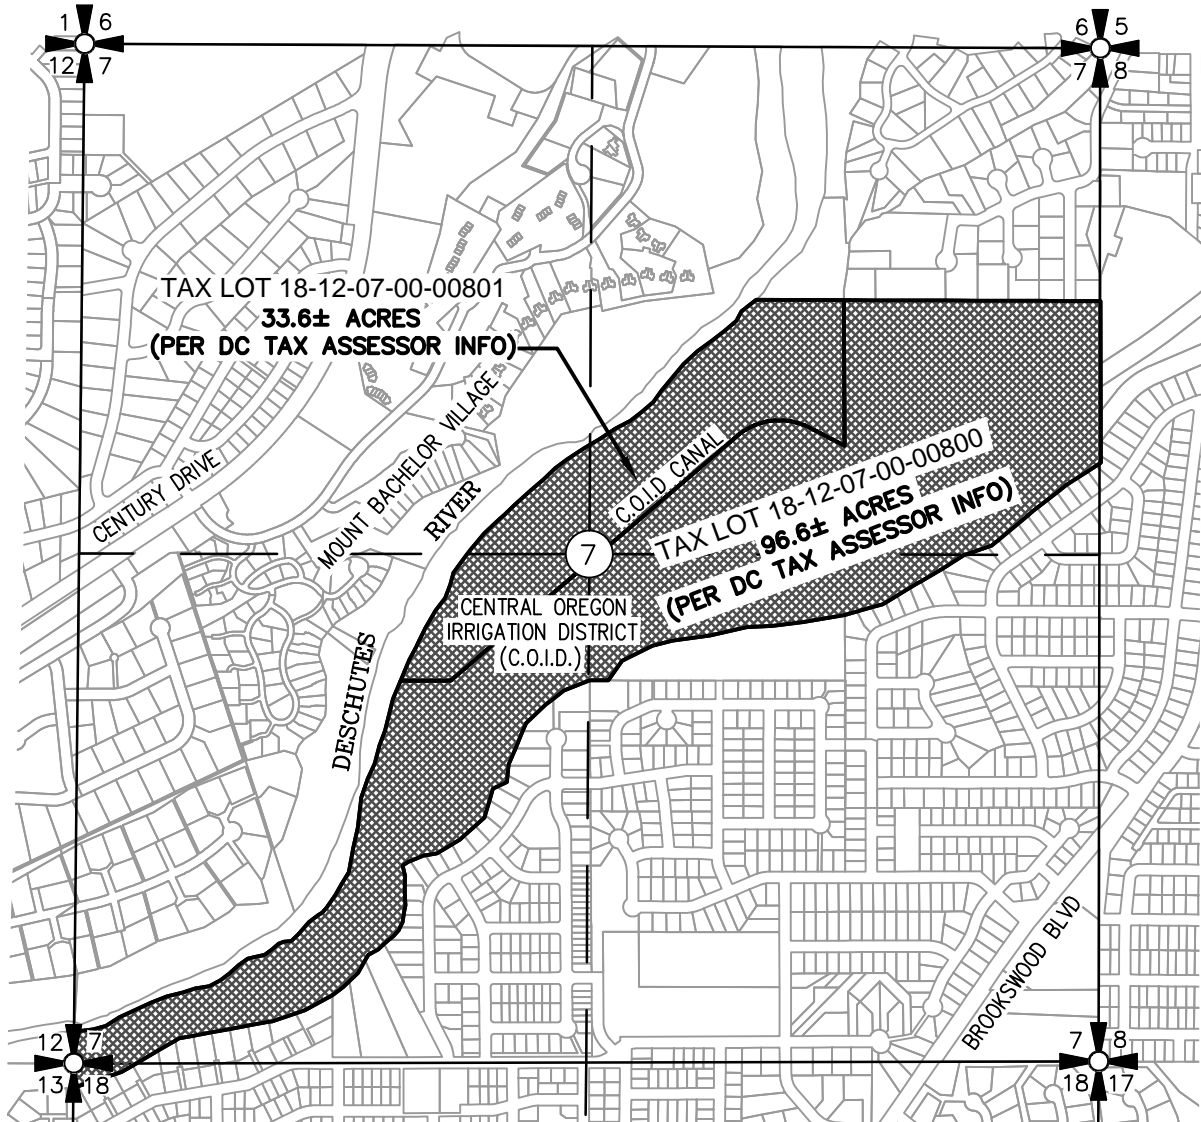 1 6
12 7
6 5
7 8
TAX LOT 18-12-07-00-00801
33.6± ACRES
(PER DC TAX ASSESSOR INFO)
CENTURY DRIVE
MOUNT BACHELOR VILLAGE
RIVER
DESCHUTES
C.O.I.D CANAL
TAX LOT 18-12-07-00-00800
96.6± ACRES
(PER DC TAX ASSESSOR INFO)
7
CENTRAL OREGON
IRRIGATION DISTRICT
(C.O.I.D.)
BROOKSWOOD BLVD
12 7
13 18
7 8
18 17